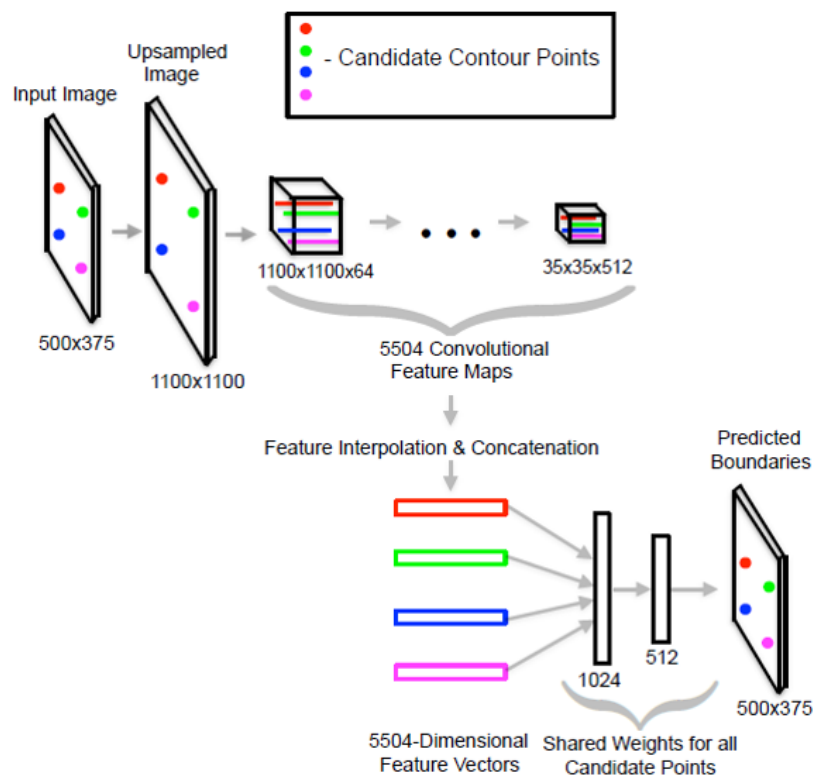 - Candidate Contour Points
Input Image
Upsampled
Image
500x375
1100x1100
1100x1100x64
35x35x512
5504 Convolutional
Feature Maps
Feature Interpolation & Concatenation
Predicted
Boundaries
1024
512
500x375
5504-Dimensional
Feature Vectors
Shared Weights for all
Candidate Points